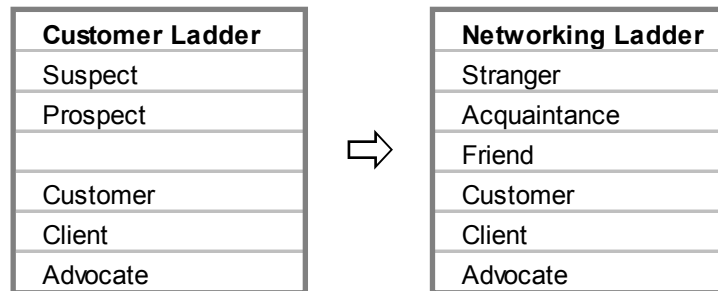 Customer Ladder
Suspect
Prospect
Customer
Client
Advocate
Networking Ladder
Stranger
Acquaintance
Friend
Customer
Client
Advocate